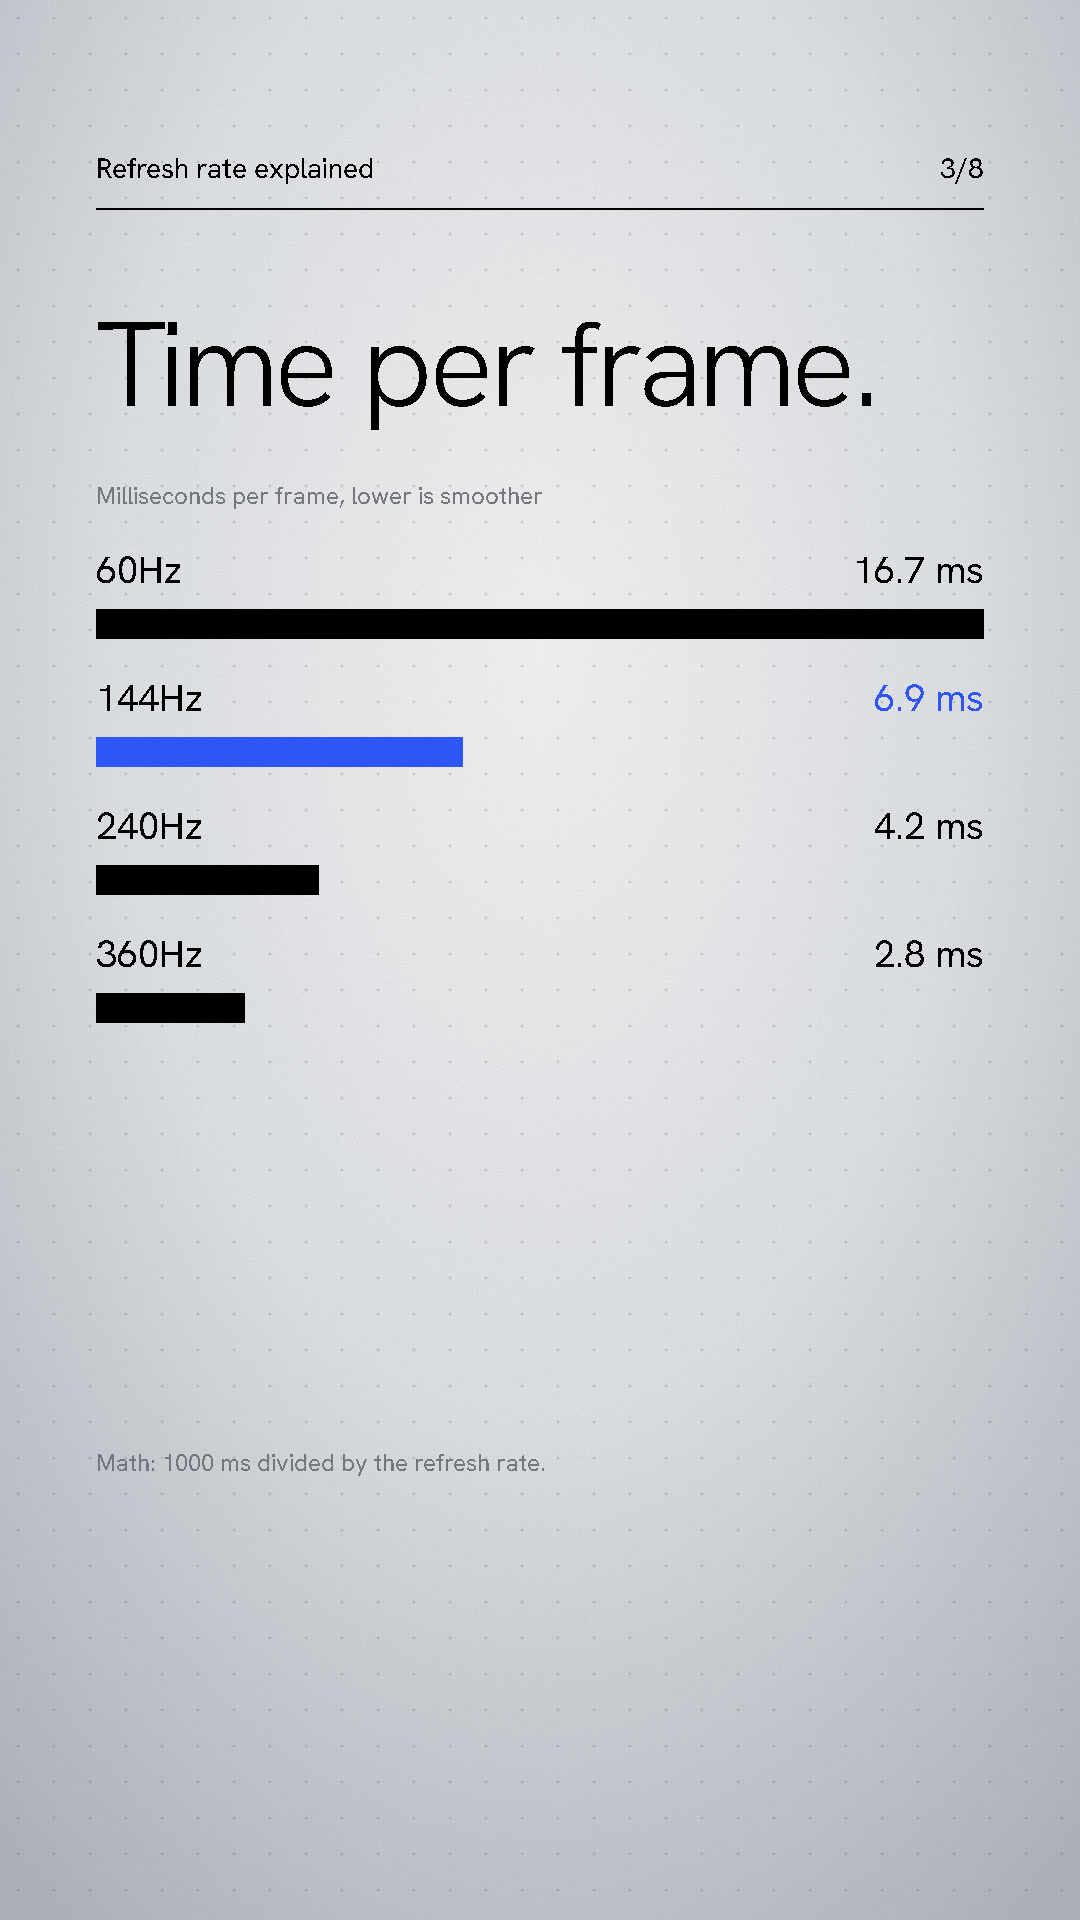 Refresh rate explained 3/8
Time per frame.
Milliseconds per frame, lower is smoother
60Hz 16.7 ms
144Hz 6.9 ms
240Hz 4.2 ms
360Hz 2.8 ms
Math: 1000 ms divided by the refresh rate.